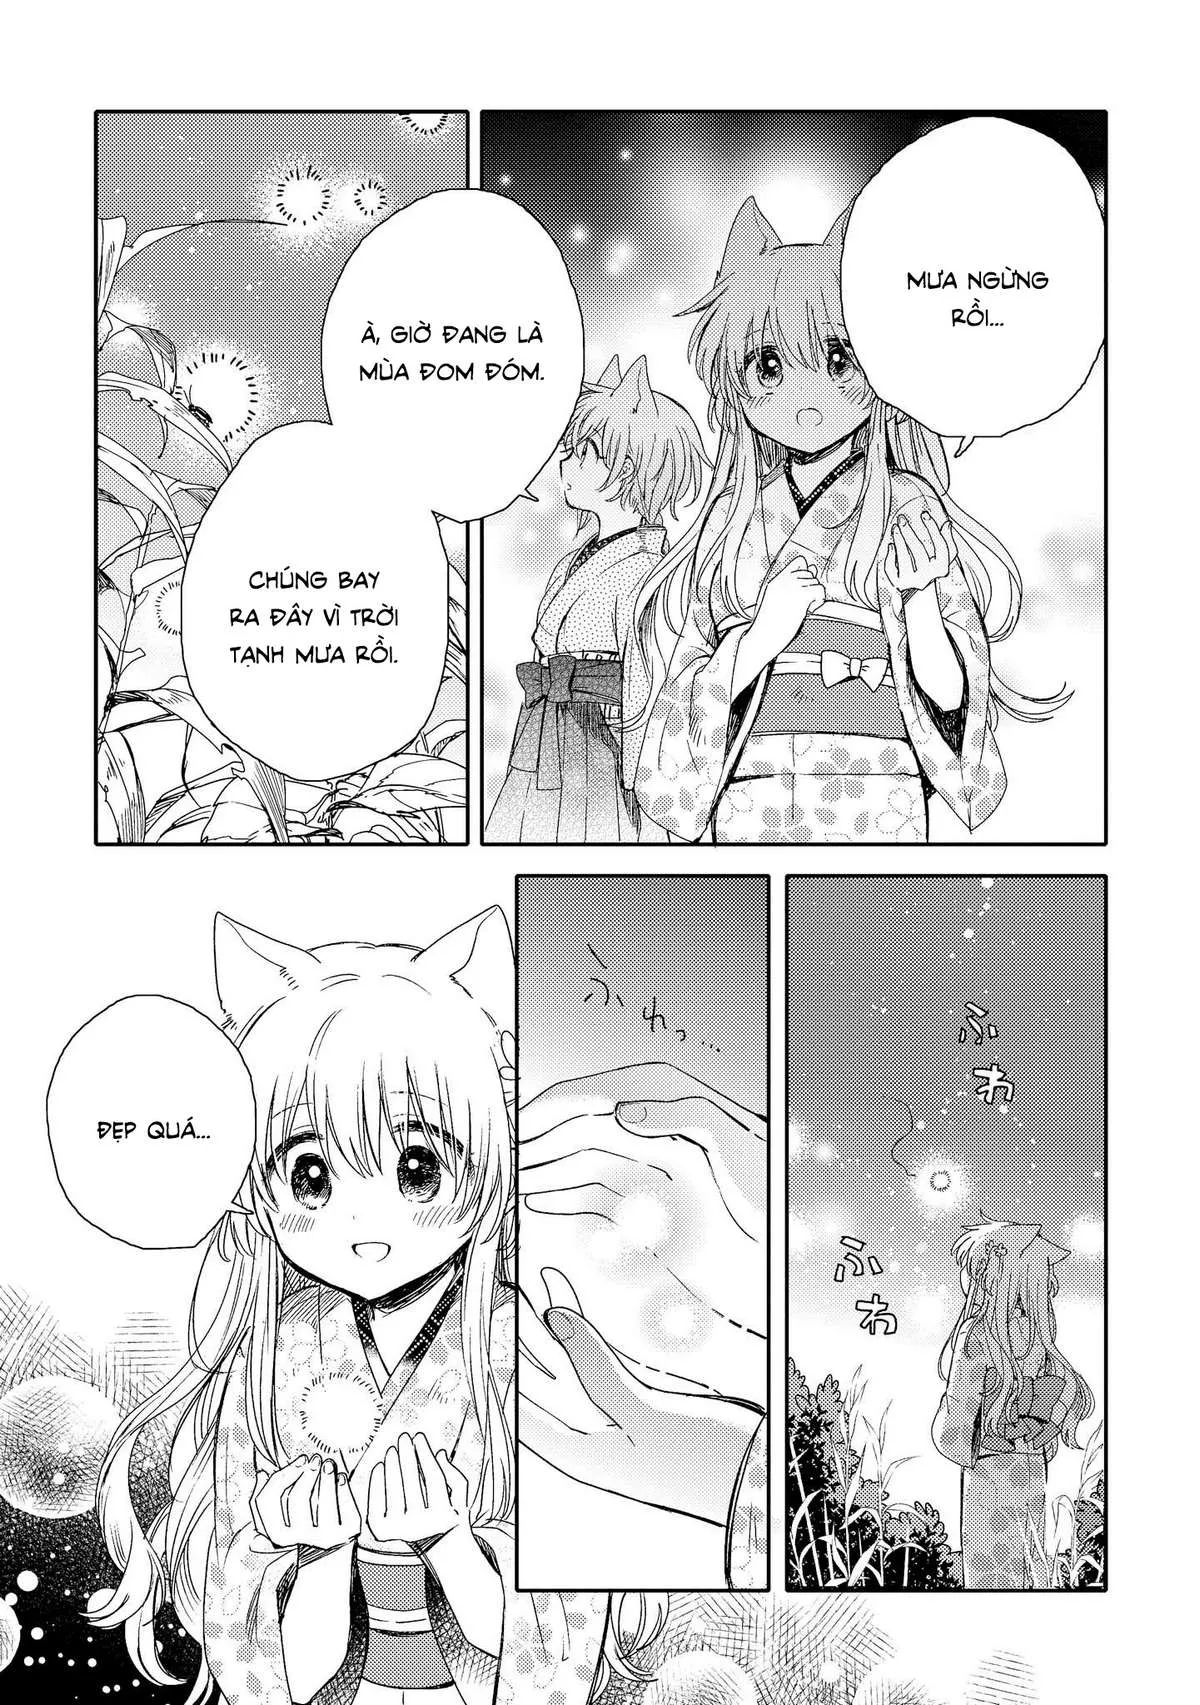 MƯA NGỪNG
RỒI...
À, GIỜ ĐANG LÀ
MÙA ĐOM ĐÓM.
CHÚNG BAY
RA ĐÂY VÌ TRỜI
TẠNH MƯA RỒI.
ふわ
ふわ
ふわっ...
ĐẸP QUÁ...